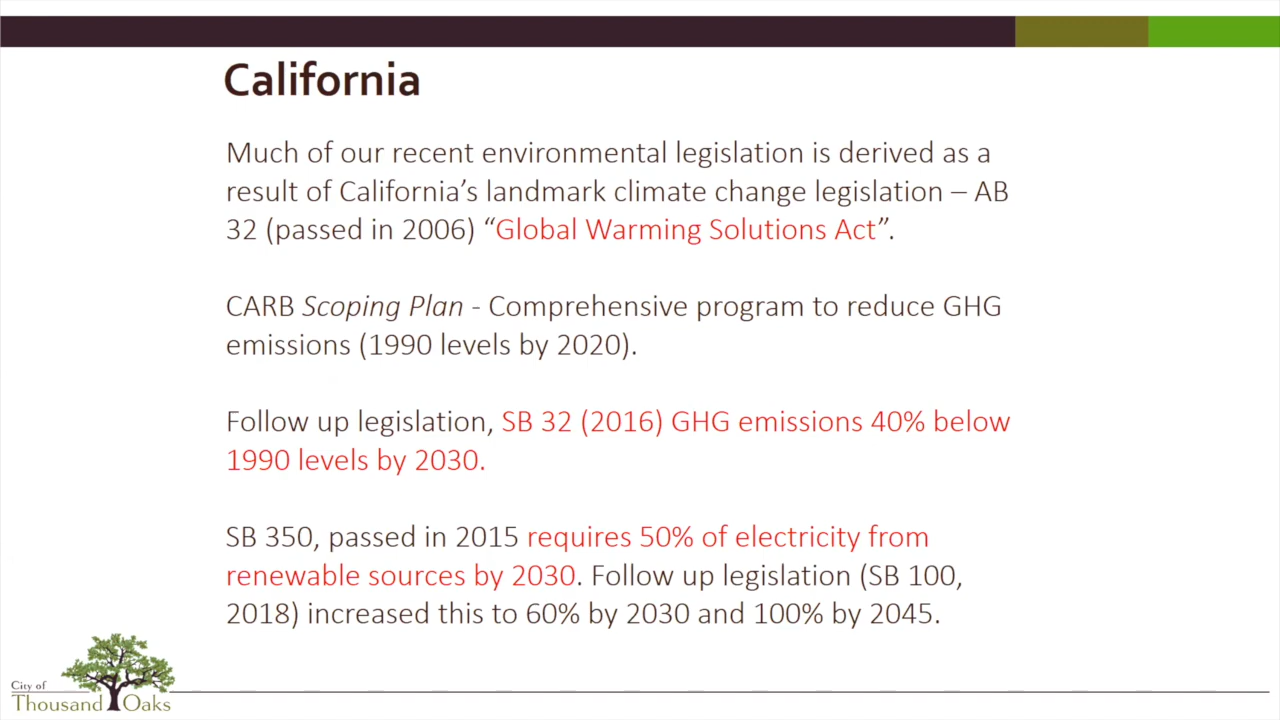 California
Much of our recent environmental legislation is derived as a
result of California’s landmark climate change legislation – AB
32 (passed in 2006) “Global Warming Solutions Act”.
CARB Scoping Plan - Comprehensive program to reduce GHG
emissions (1990 levels by 2020).
Follow up legislation, SB 32 (2016) GHG emissions 40% below
1990 levels by 2030.
SB 350, passed in 2015 requires 50% of electricity from
renewable sources by 2030. Follow up legislation (SB 100,
2018) increased this to 60% by 2030 and 100% by 2045.
City of
Thousand Oaks